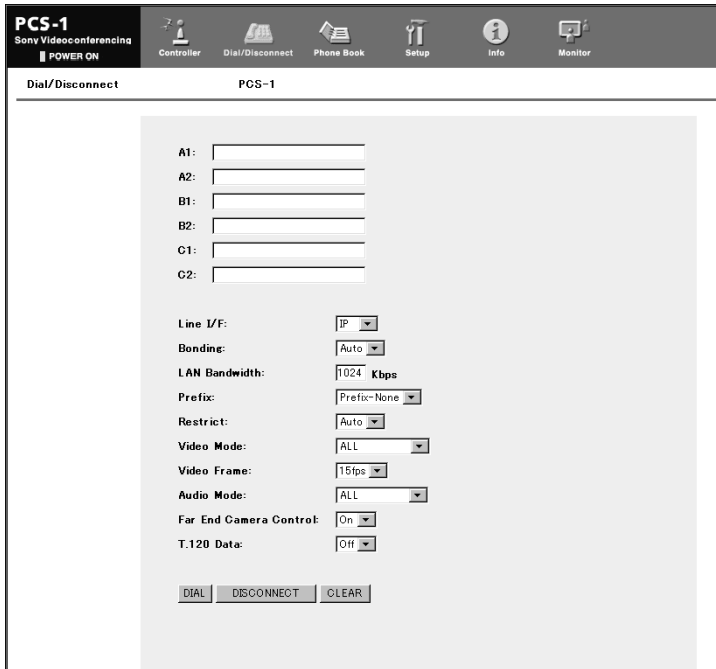 PCS-1
Sony Videoconferencing
POWER ON
Controller
Dial/Disconnect
Phone Book
Setup
Info
Monitor
Dial/Disconnect PCS-1
A1:
A2:
B1:
B2:
C1:
C2:
Line I/F: IP
Bonding: Auto
LAN Bandwidth: 1024 Kbps
Prefix: Prefix-None
Restrict: Auto
Video Mode: ALL
Video Frame: 15fps
Audio Mode: ALL
Far End Camera Control: On
T.120 Data: Off
DIAL DISCONNECT CLEAR